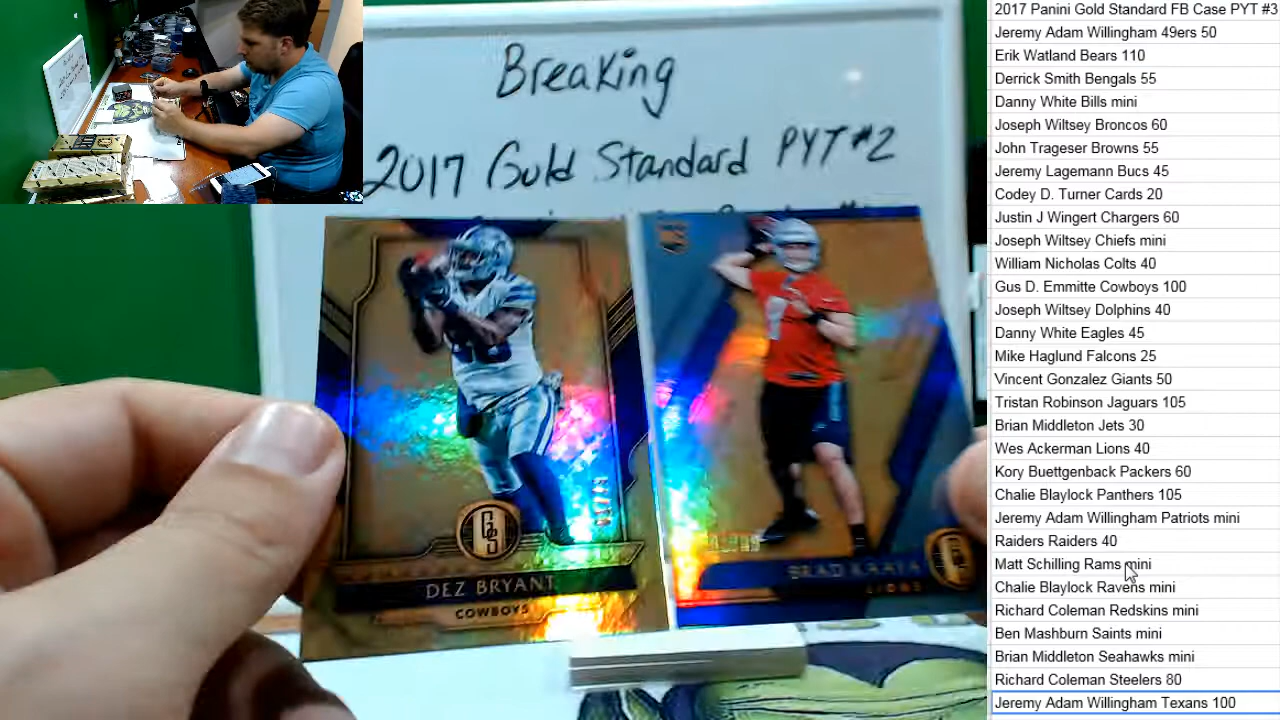 Breaking
2017 Gold Standard PYT #2
DEZ BRYANT
COWBOYS
BRAD KAAYA
LIONS
2017 Panini Gold Standard FB Case PYT #3
Jeremy Adam Willingham 49ers 50
Erik Watland Bears 110
Derrick Smith Bengals 55
Danny White Bills mini
Joseph Wiltsey Broncos 60
John Trageser Browns 55
Jeremy Lagemann Bucs 45
Codey D. Turner Cards 20
Justin J Wingert Chargers 60
Joseph Wiltsey Chiefs mini
William Nicholas Colts 40
Gus D. Emmitte Cowboys 100
Joseph Wiltsey Dolphins 40
Danny White Eagles 45
Mike Haglund Falcons 25
Vincent Gonzalez Giants 50
Tristan Robinson Jaguars 105
Brian Middleton Jets 30
Wes Ackerman Lions 40
Kory Buettgenback Packers 60
Chalie Blaylock Panthers 105
Jeremy Adam Willingham Patriots mini
Raiders Raiders 40
Matt Schilling Rams mini
Chalie Blaylock Ravens mini
Richard Coleman Redskins mini
Ben Mashburn Saints mini
Brian Middleton Seahawks mini
Richard Coleman Steelers 80
Jeremy Adam Willingham Texans 100